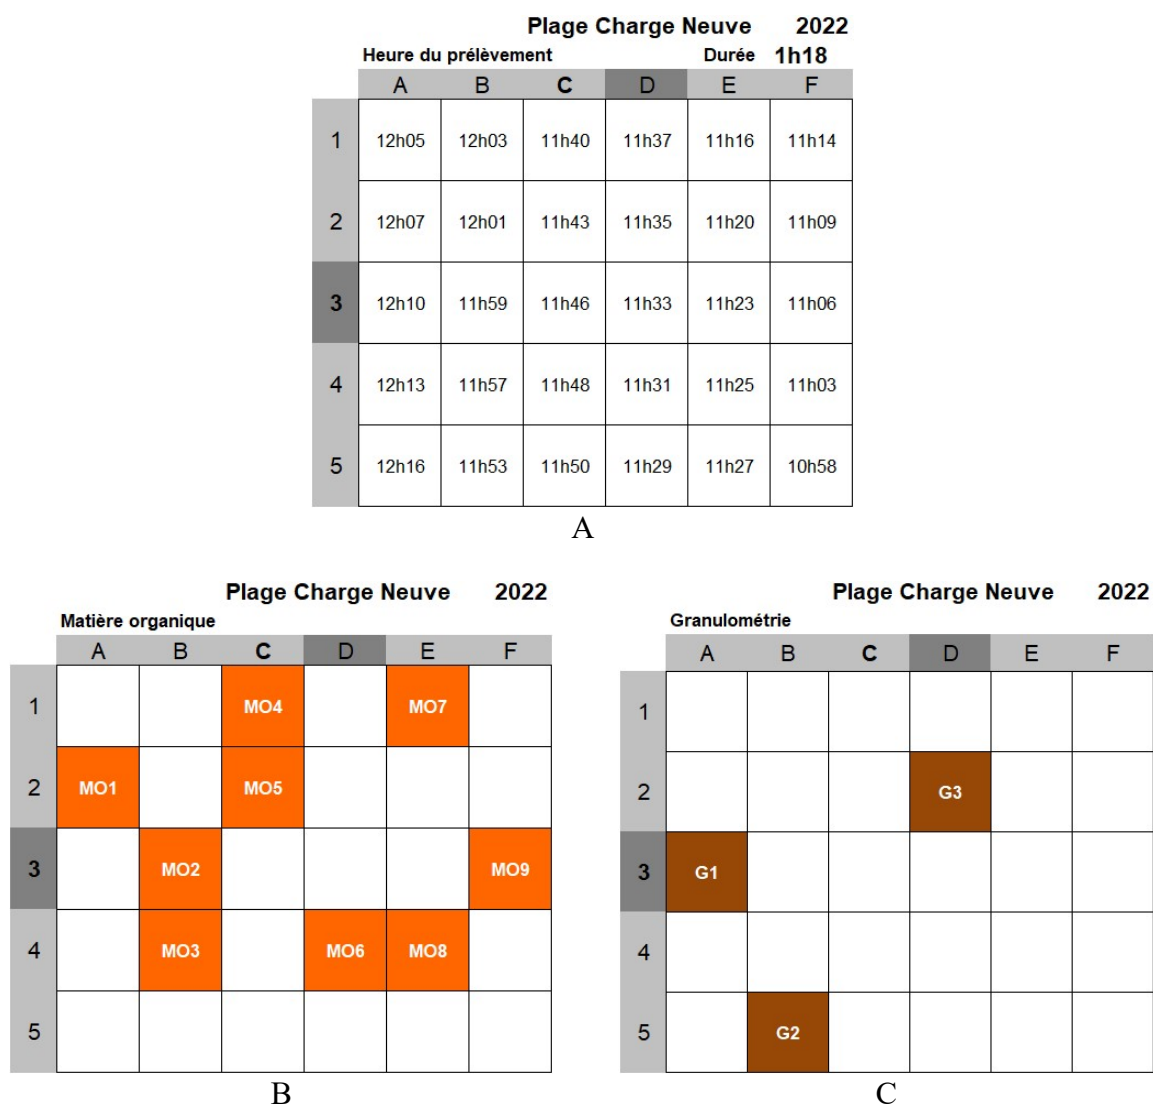 Plage Charge Neuve 2022
Heure du prélèvement Durée 1h18
A B C D E F
1 12h05 12h03 11h40 11h37 11h16 11h14
2 12h07 12h01 11h43 11h35 11h20 11h09
3 12h10 11h59 11h46 11h33 11h23 11h06
4 12h13 11h57 11h48 11h31 11h25 11h03
5 12h16 11h53 11h50 11h29 11h27 10h58
A
Plage Charge Neuve 2022
Matière organique
A B C D E F
1 MO4 MO7
2 MO1 MO5
3 MO2 MO9
4 MO3 MO6 MO8
5
B
Plage Charge Neuve 2022
Granulométrie
A B C D E F
1
2 G3
3 G1
4
5 G2
C